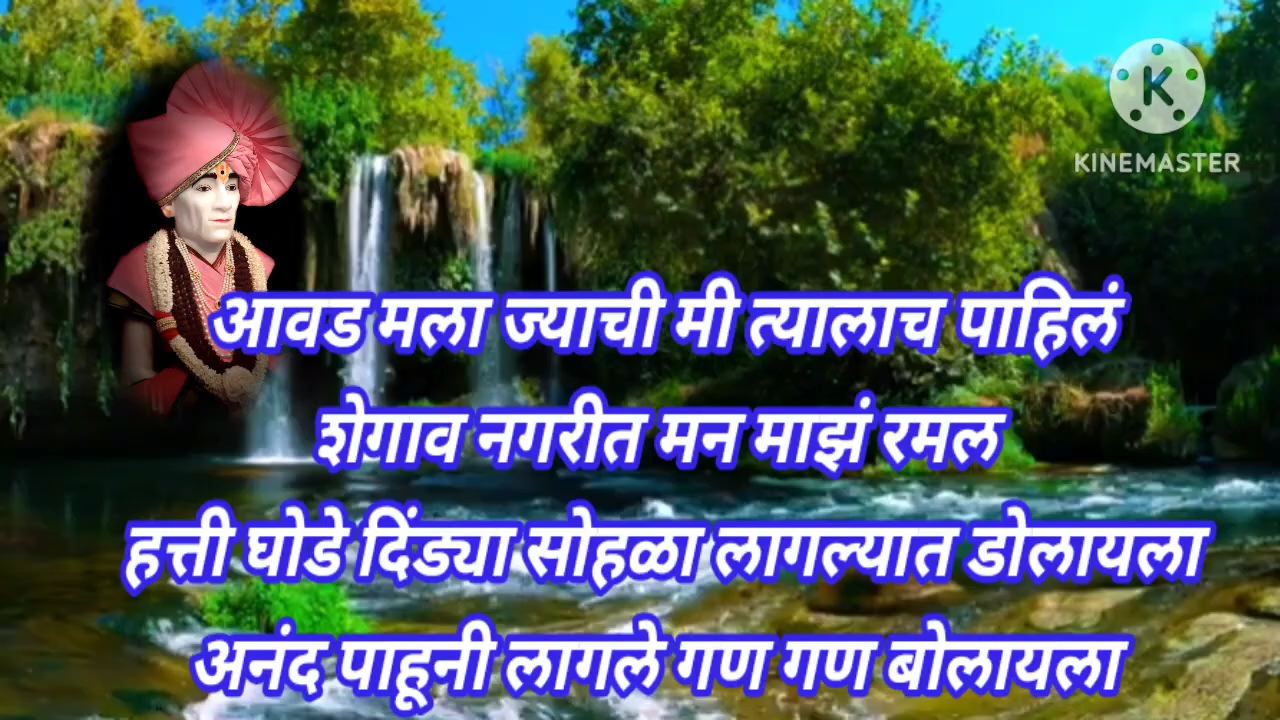 K
KINEMASTER
आवड मला ज्याची मी त्यालाच पाहिलं
शेगाव नगरीत मन माझं रमल
हत्ती घोडे दिंड्या सोहळा लागल्यात डोलायला
अनंद पाहूनी लागले गण गण बोलायला